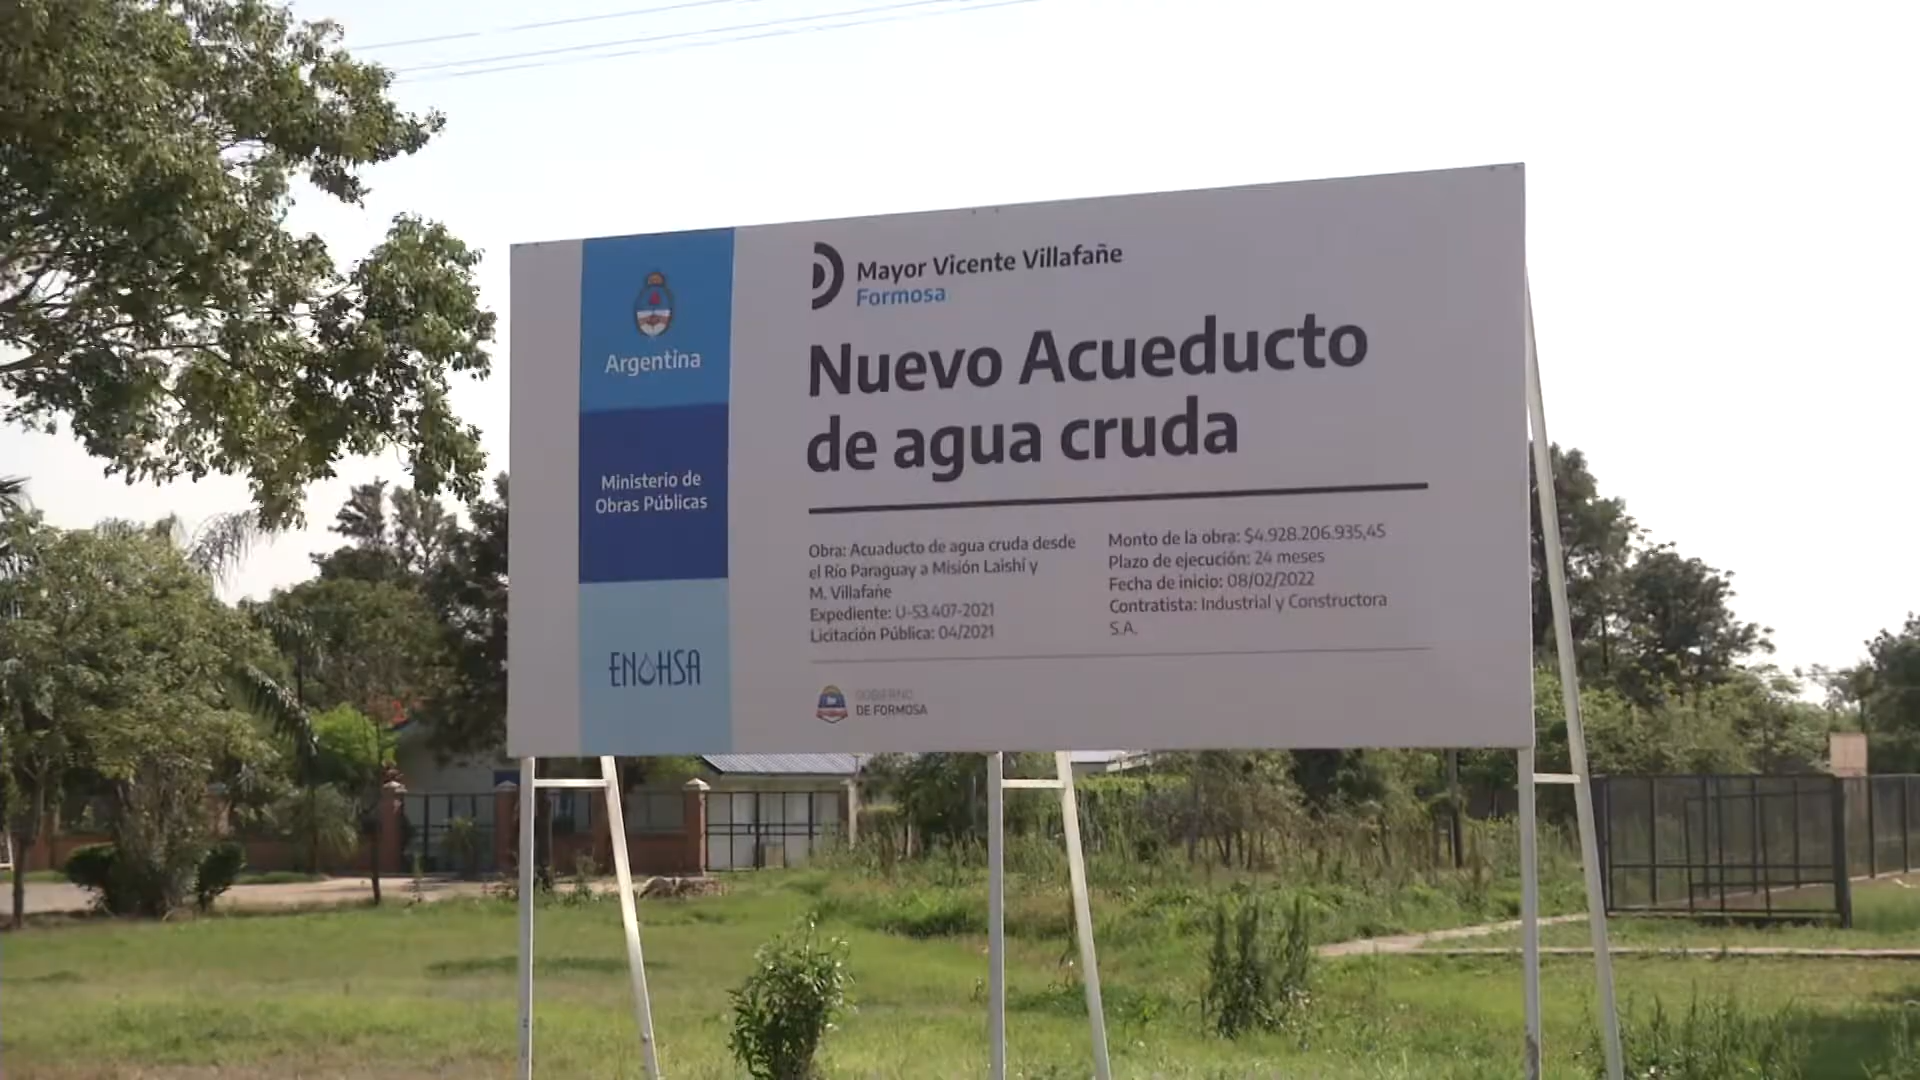 Argentina
Ministerio de
Obras Públicas
ENOHSA
Mayor Vicente Villafañe
Formosa
Nuevo Acueducto
de agua cruda
Obra: Acuaducto de agua cruda desde
el Río Paraguay a Misión Laishí y
M. Villafañe
Expediente: U-53.407-2021
Licitación Pública: 04/2021
Monto de la obra: $4.928.206.935,45
Plazo de ejecución: 24 meses
Fecha de inicio: 08/02/2022
Contratista: Industrial y Constructora
S.A.
GOBIERNO
DE FORMOSA